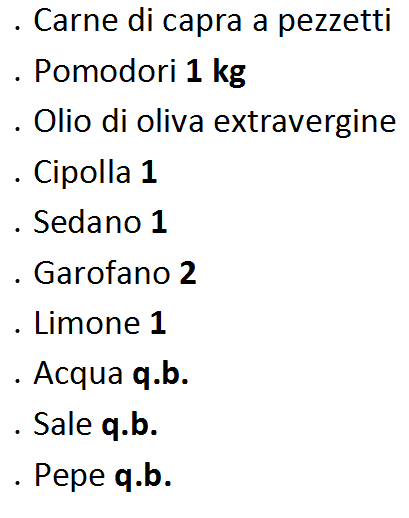 . Carne di capra a pezzetti
. Pomodori 1 kg
. Olio di oliva extravergine
. Cipolla 1
. Sedano 1
. Garofano 2
. Limone 1
. Acqua q.b.
. Sale q.b.
. Pepe q.b.